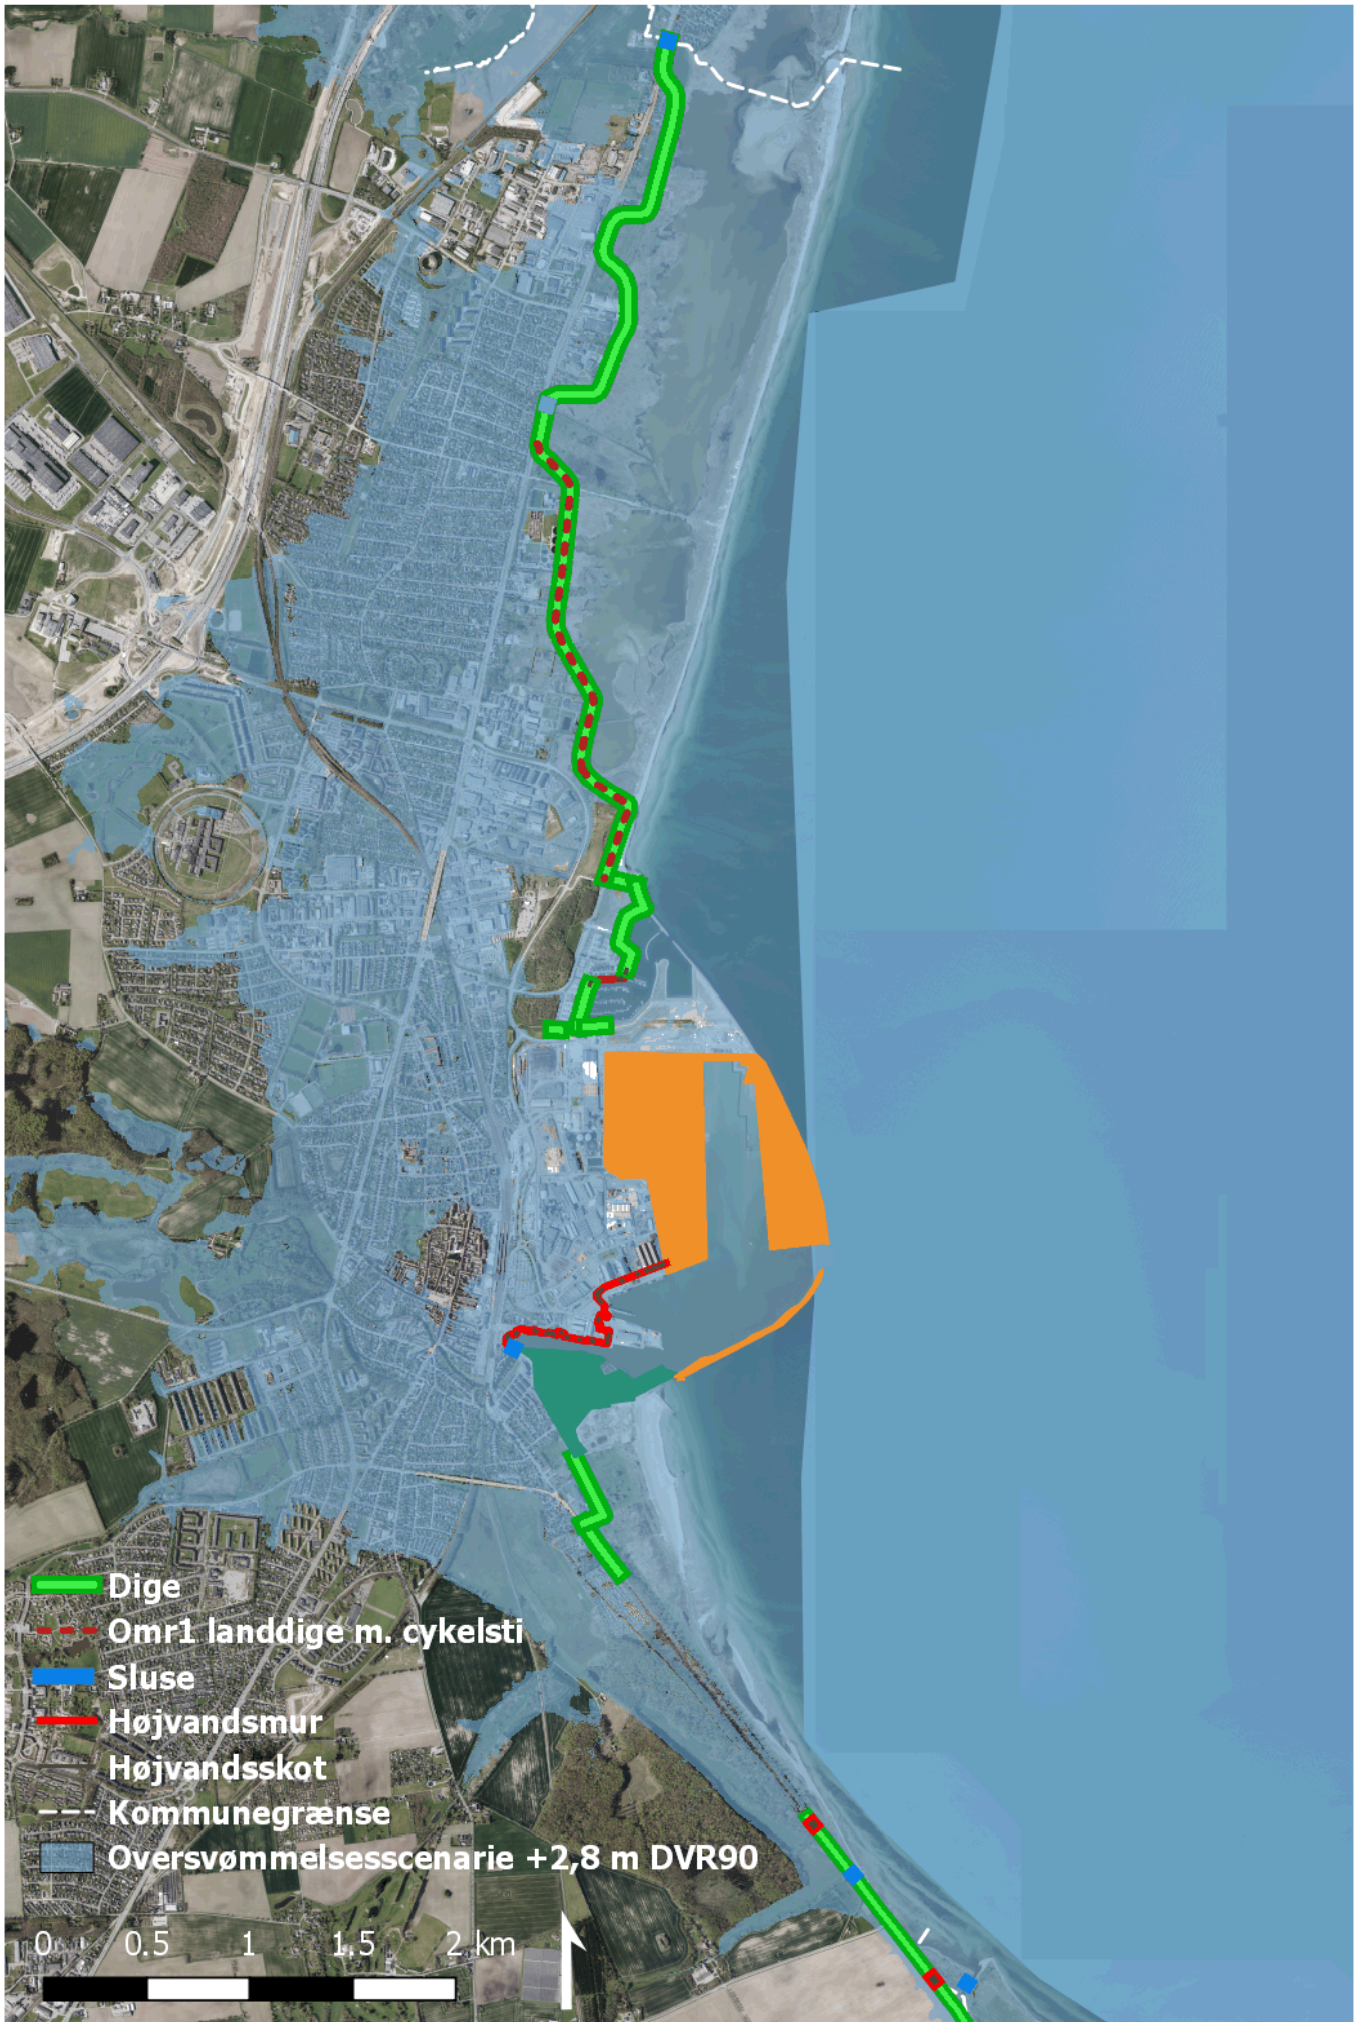 Dige
Omr1 landdige m. cykelsti
Sluse
Højvandsmur
Højvandsskot
Kommunegrænse
Oversvømmelsesscenarie +2,8 m DVR90
0 0.5 1 1.5 2 km